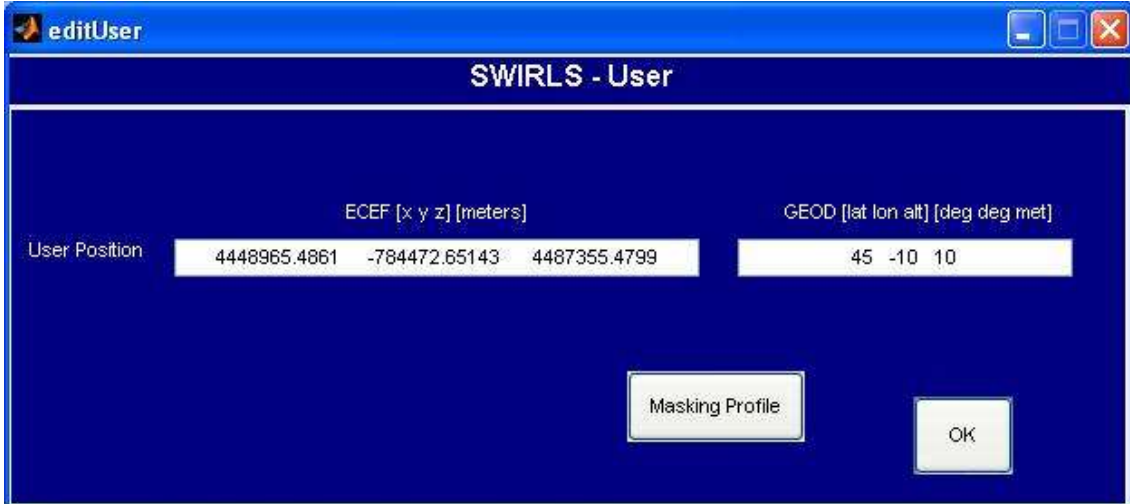 editUser
SWIRLS - User
ECEF [x y z] [meters] GEOD [lat lon alt] [deg deg met]
User Position 4448965.4861 -784472.65143 4487355.4799 45 -10 10
Masking Profile
OK